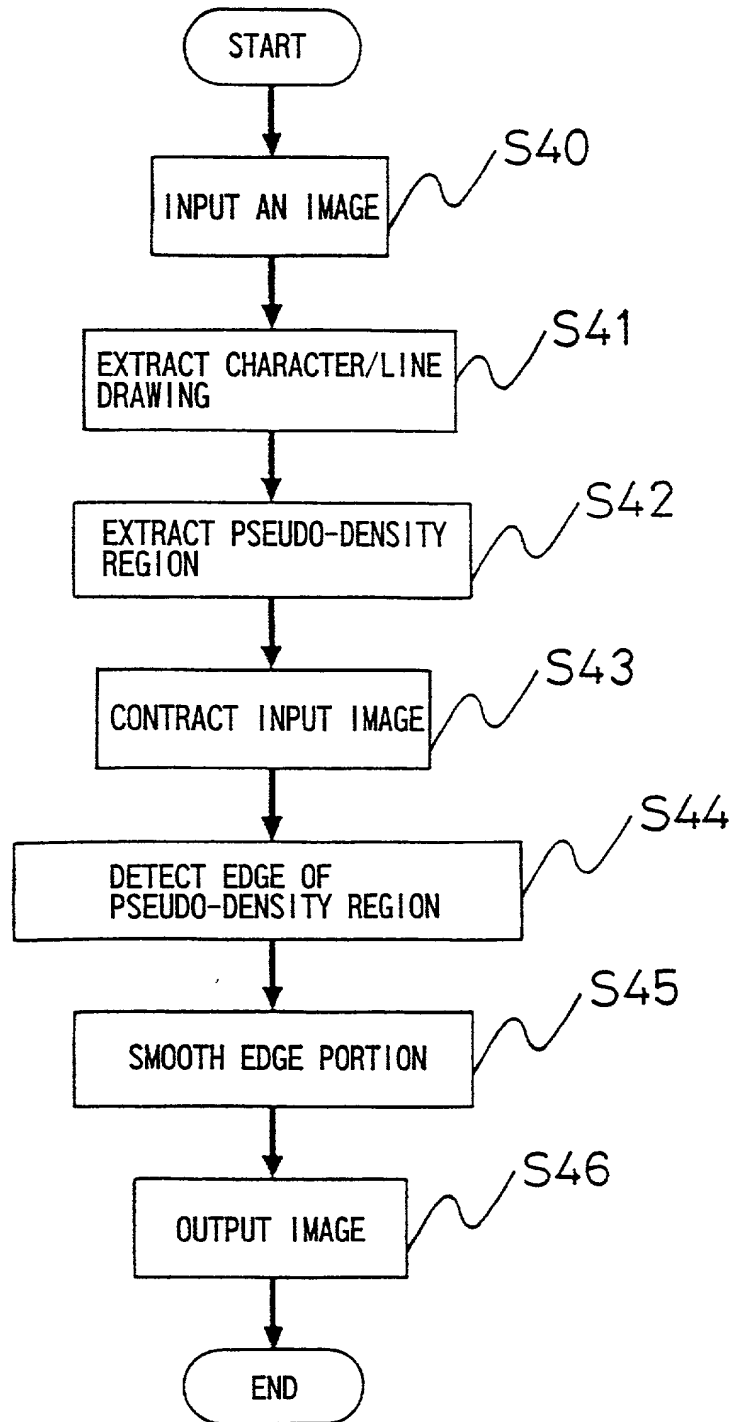 START
S40
INPUT AN IMAGE
S41
EXTRACT CHARACTER/LINE
DRAWING
S42
EXTRACT PSEUDO-DENSITY
REGION
S43
CONTRACT INPUT IMAGE
S44
DETECT EDGE OF
PSEUDO-DENSITY REGION
S45
SMOOTH EDGE PORTION
S46
OUTPUT IMAGE
END